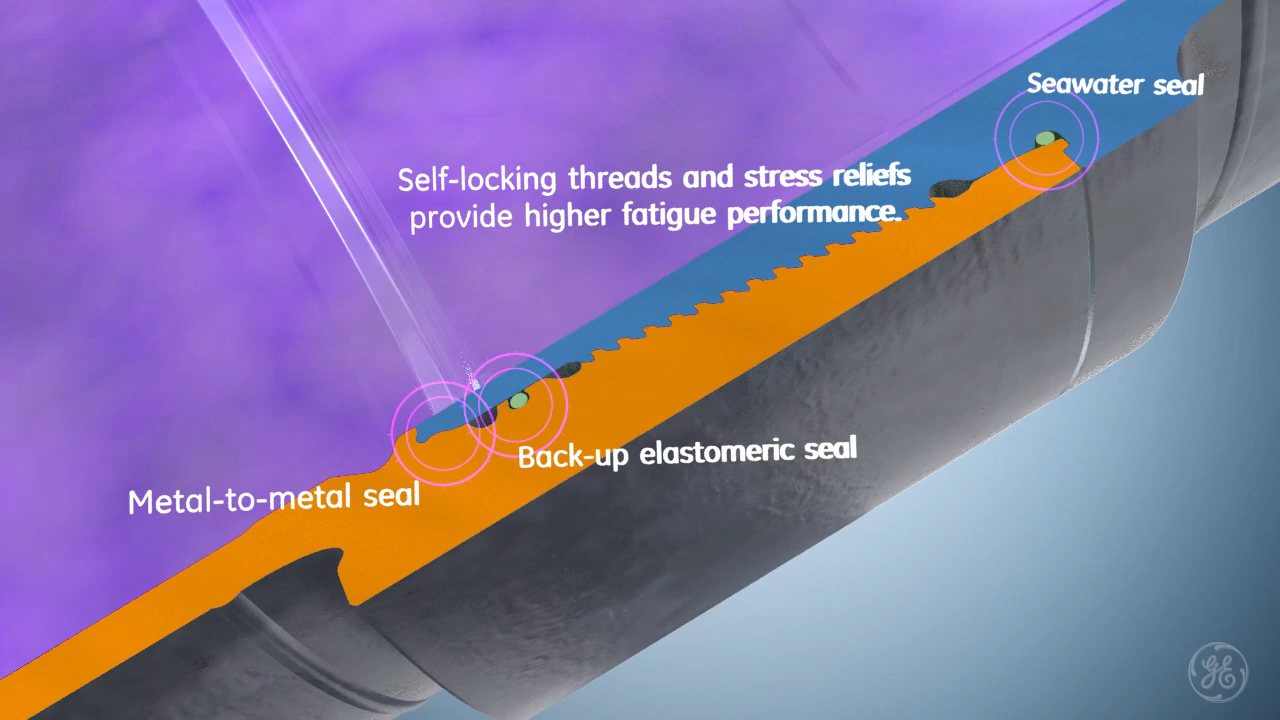 Seawater seal
Self-locking threads and stress reliefs
provide higher fatigue performance.
Back-up elastomeric seal
Metal-to-metal seal
GE